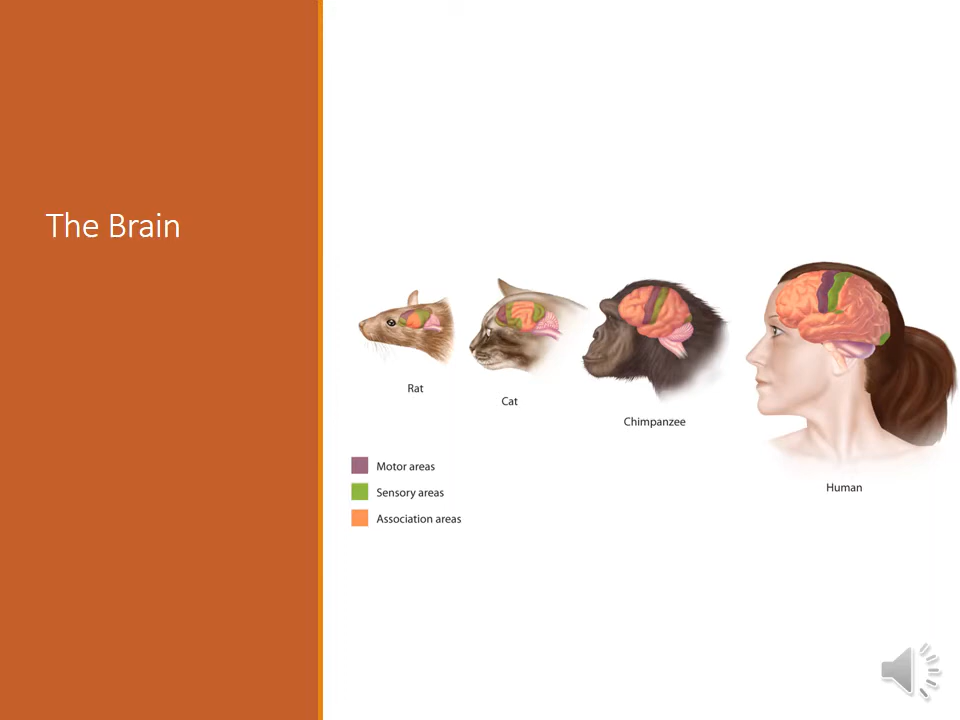 The Brain
Rat
Cat
Chimpanzee
Human
Motor areas
Sensory areas
Association areas